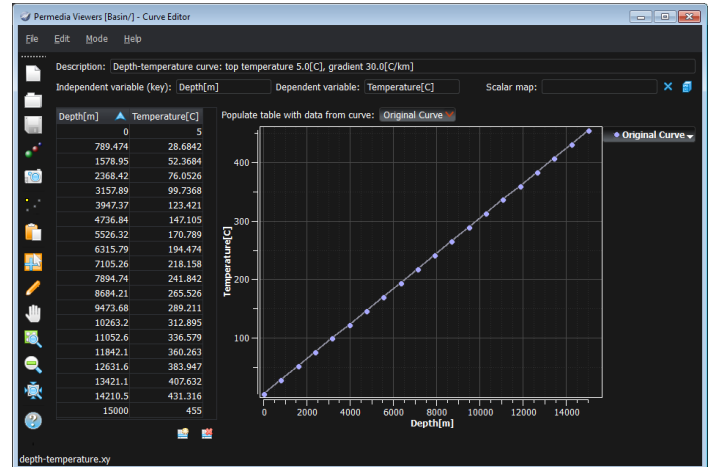 Permedia Viewers [Basin/] - Curve Editor
File Edit Mode Help
Description: Depth-temperature curve: top temperature 5.0[C], gradient 30.0[C/km]
Independent variable (key): Depth[m] Dependent variable: Temperature[C] Scalar map:
Populate table with data from curve: Original Curve
Depth[m] Temperature[C]
0 5
789.474 28.6842
1578.95 52.3684
2368.42 76.0526
3157.89 99.7368
3947.37 123.421
4736.84 147.105
5526.32 170.789
6315.79 194.474
7105.26 218.158
7894.74 241.842
8684.21 265.526
9473.68 289.211
10263.2 312.895
11052.6 336.579
11842.1 360.263
12631.6 383.947
13421.1 407.632
14210.5 431.316
15000 455
Original Curve
Temperature[C]
400
300
200
100
0 2000 4000 6000 8000 10000 12000 14000
Depth[m]
depth-temperature.xy